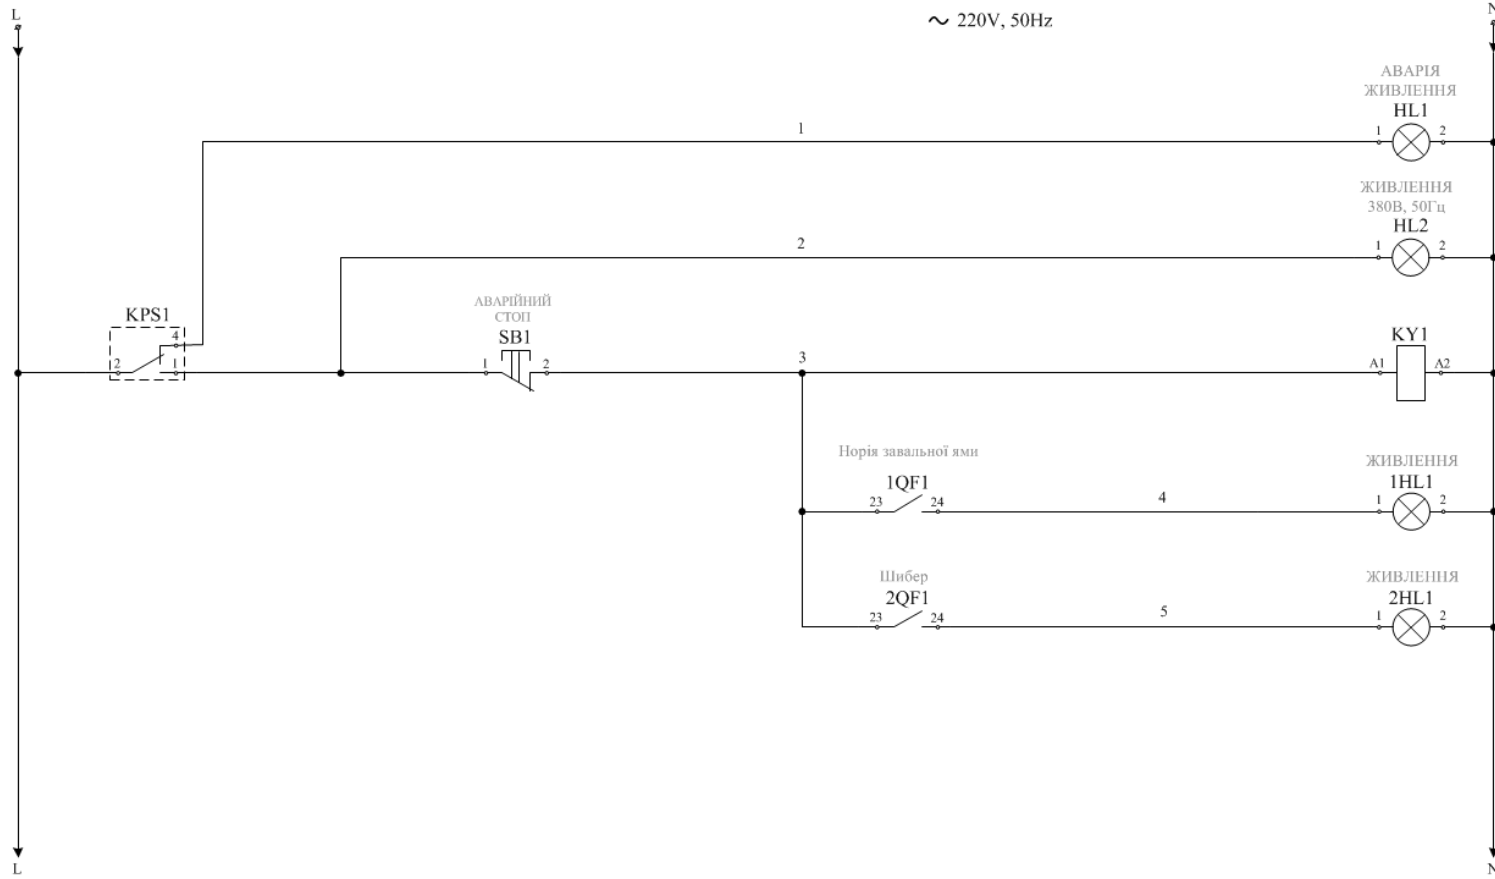 L
~ 220V, 50Hz
N
АВАРІЯ
ЖИВЛЕННЯ
HL1
1
1
2
ЖИВЛЕННЯ
380В, 50Гц
HL2
2
1
2
KPS1
4
2
1
АВАРІЙНИЙ
СТОП
SB1
1
2
3
KY1
A1
A2
Норія завальної ями
1QF1
23
24
4
ЖИВЛЕННЯ
1HL1
1
2
Шибер
2QF1
23
24
5
ЖИВЛЕННЯ
2HL1
1
2
L
N